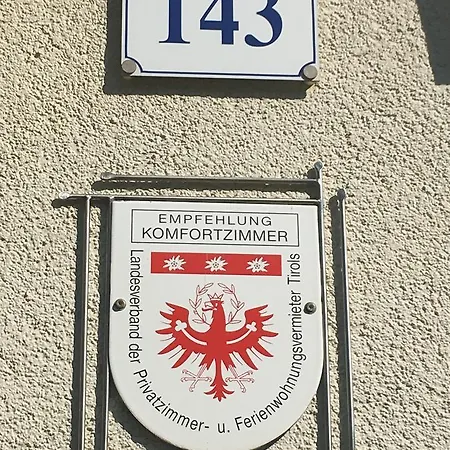 143
EMPFEHLUNG
KOMFORTZIMMER
Landesverband der Privatzimmer- u. Ferienwohnungsvermieter Tirols